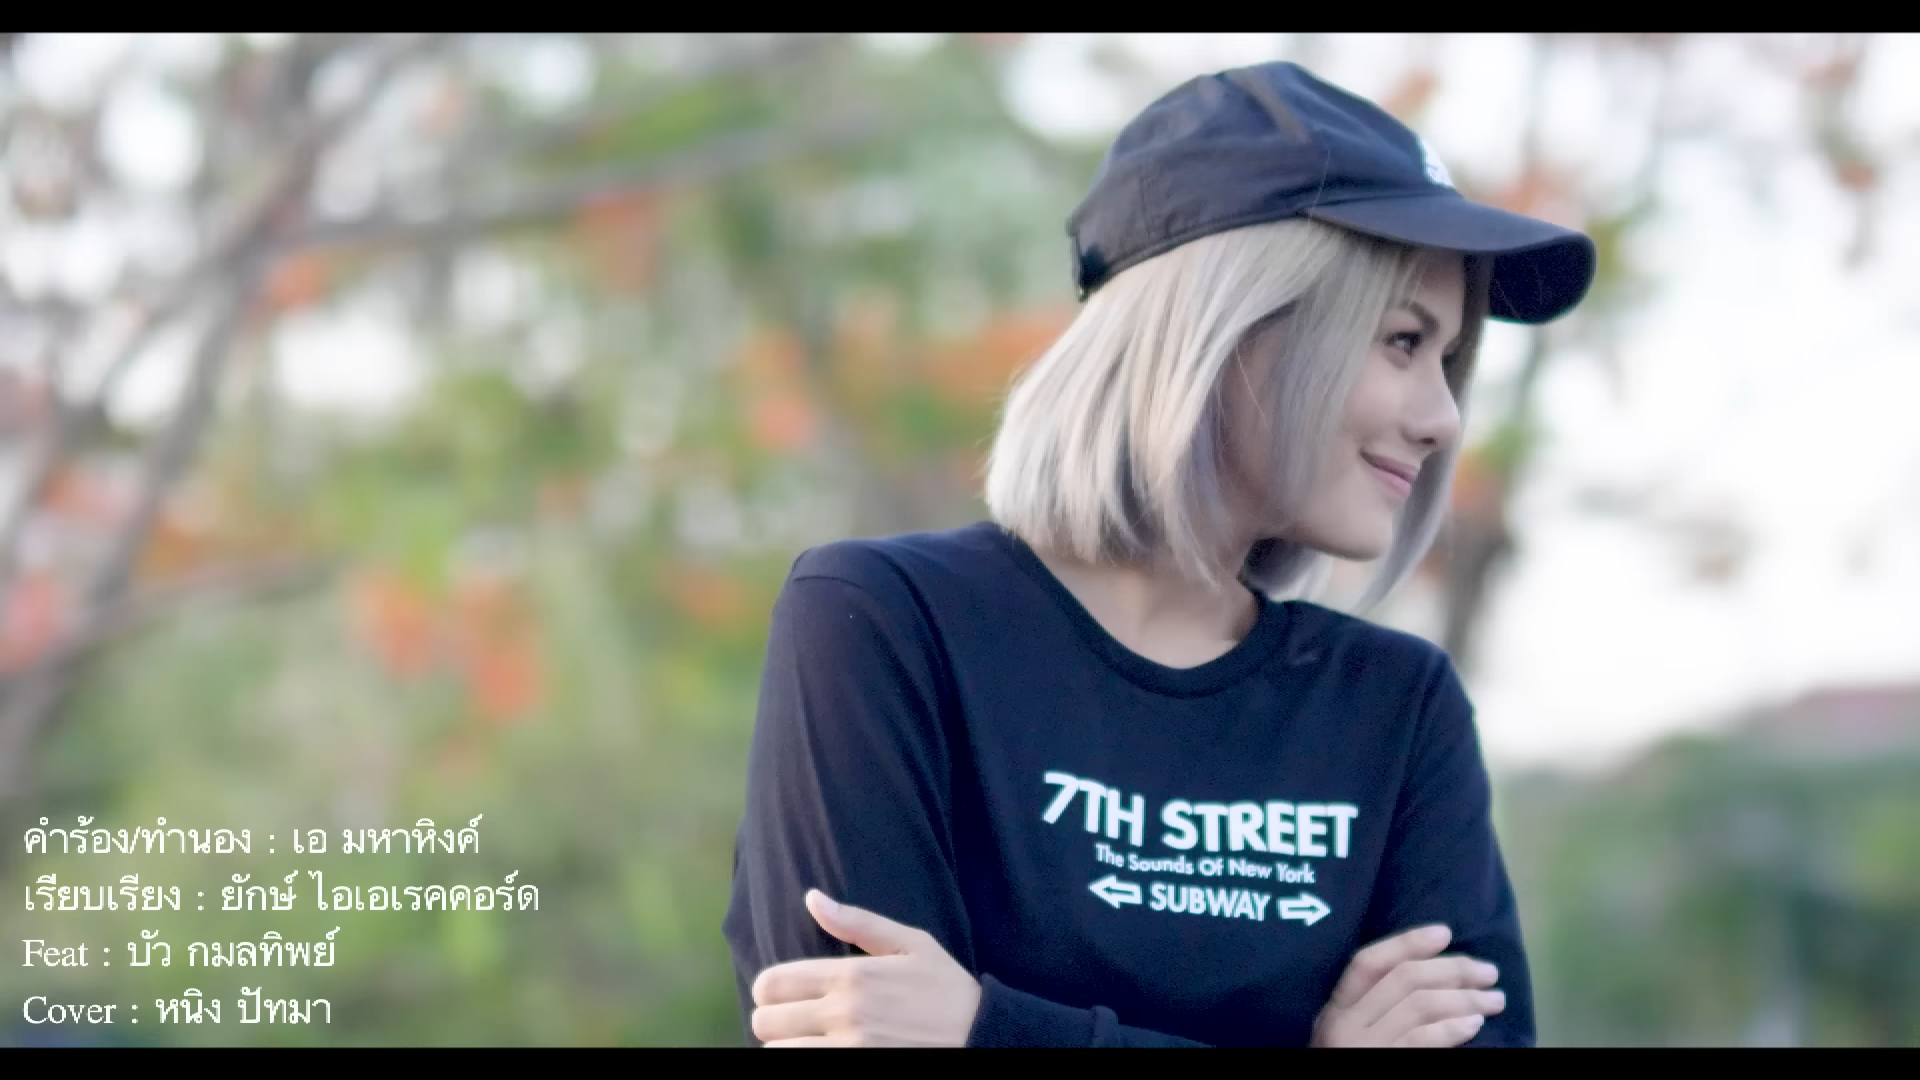 7TH STREET
The Sounds Of New York
SUBWAY
คำร้อง/ทำนอง : เอ มหาหิงค์
เรียบเรียง : ยักษ์ ไอเอเรคคอร์ด
Feat : บัว กมลทิพย์
Cover : หนิง ปัทมา